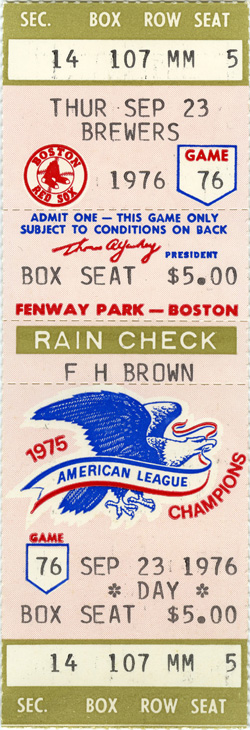 SEC. BOX ROW SEAT
14 107 MM 5
THUR SEP 23
BREWERS
BOSTON
RED SOX
1976
GAME
76
ADMIT ONE — THIS GAME ONLY
SUBJECT TO CONDITIONS ON BACK
PRESIDENT
BOX SEAT $5.00
FENWAY PARK — BOSTON
RAIN CHECK
F H BROWN
1975
AMERICAN LEAGUE
CHAMPIONS
GAME
76
SEP 23 1976
* DAY *
BOX SEAT $5.00
14 107 MM 5
SEC. BOX ROW SEAT